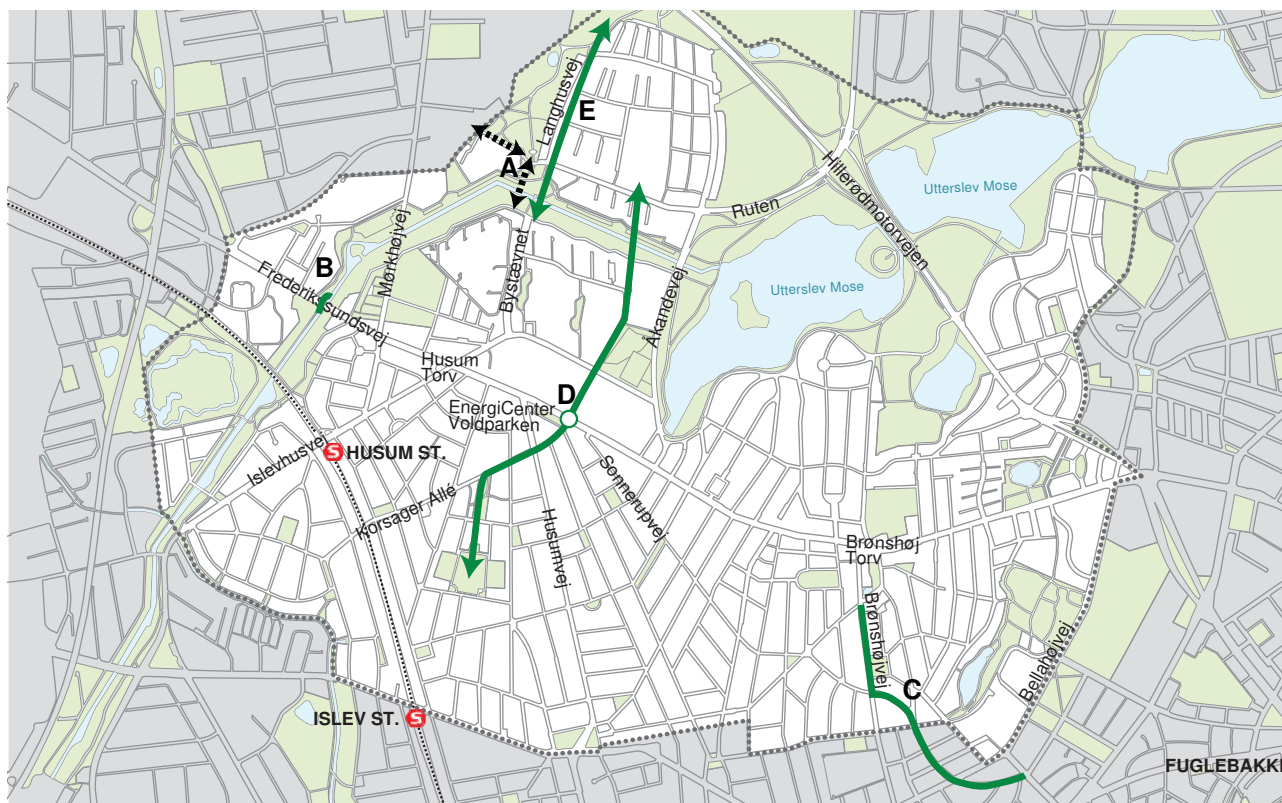 Langhusvej
E
A
Hillerødmotorvejen
Utterslev Mose
Ruten
Mørkhøjvej
B
Frederikssundsvej
Bystævnet
Åkandevej
Utterslev Mose
Husum
Torv
D
EnergiCenter
Voldparken
Islevhusvej
S HUSUM ST.
Korsager Allé
Sonnerupvej
Husumvej
Brønshøj
Torv
Brønshøjvej
Bellahøjvej
C
ISLEV ST. S
FUGLEBAKKE